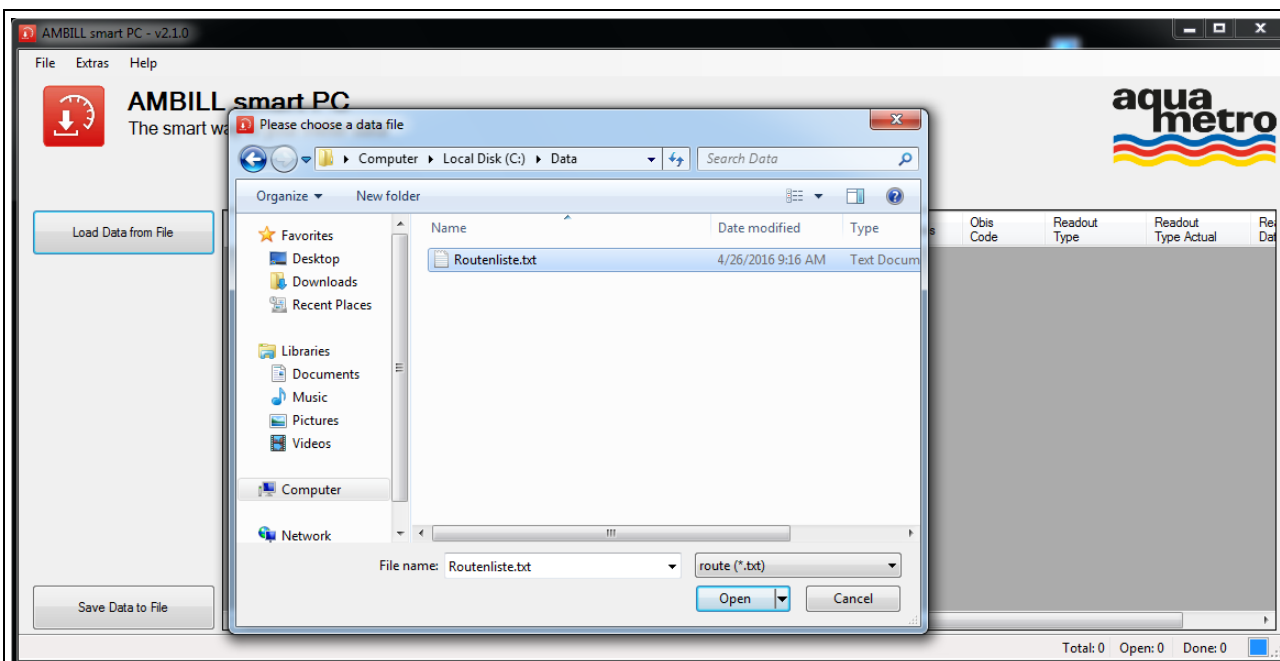 AMBILL smart PC - v2.1.0
File Extras Help
AMBILL smart PC
The smart wa
aqua
metro
Please choose a data file
Computer Local Disk (C:) Data
Search Data
Organize New folder
Load Data from File
Favorites
Desktop
Downloads
Recent Places
Libraries
Documents
Music
Pictures
Videos
Computer
Network
Name Date modified Type
Routenliste.txt 4/26/2016 9:16 AM Text Docum
s
Obis
Code
Readout
Type
Readout
Type Actual
Rea
Dat
File name: Routenliste.txt route (*.txt)
Open Cancel
Save Data to File
Total: 0 Open: 0 Done: 0